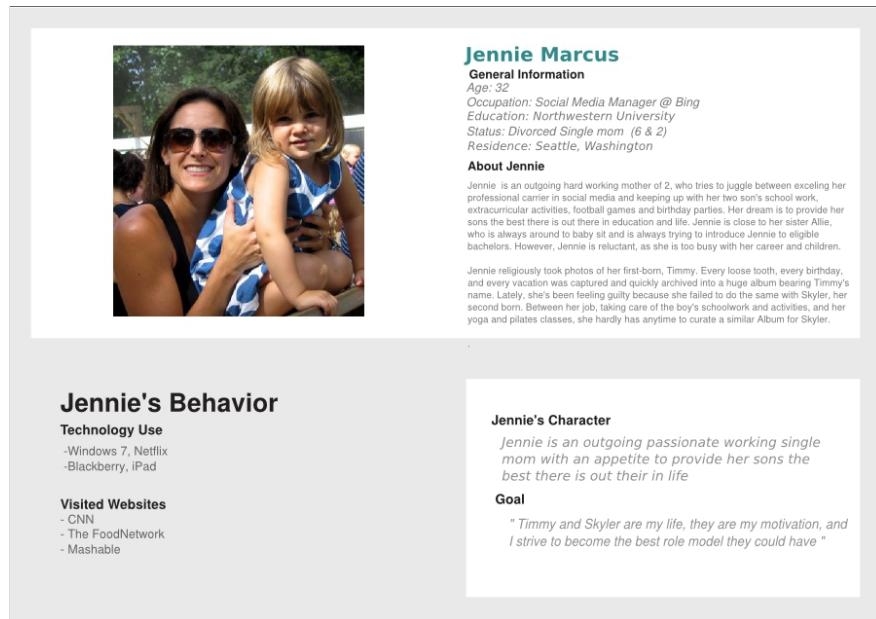 Jennie Marcus
General Information
Age: 32
Occupation: Social Media Manager @ Bing
Education: Northwestern University
Status: Divorced Single mom (6 & 2)
Residence: Seattle, Washington
About Jennie
Jennie is an outgoing hard working mother of 2, who tries to juggle between exceling her
professional carrier in social media and keeping up with her two son's school work,
extracurricular activities, football games and birthday parties. Her dream is to provide her
sons the best there is out there in education and life. Jennie is close to her sister Allie,
who is always around to baby sit and is always trying to introduce Jennie to eligible
bachelors. However, Jennie is reluctant, as she is too busy with her career and children.
Jennie religiously took photos of her first-born, Timmy. Every loose tooth, every birthday,
and every vacation was captured and quickly archived into a huge album bearing Timmy's
name. Lately, she's been feeling guilty because she failed to do the same with Skyler, her
second born. Between her job, taking care of the boy's schoolwork and activities, and her
yoga and pilates classes, she hardly has anytime to curate a similar Album for Skyler.
.
Jennie's Behavior
Technology Use
-Windows 7, Netflix
-Blackberry, iPad
Visited Websites
- CNN
- The FoodNetwork
- Mashable
Jennie's Character
Jennie is an outgoing passionate working single
mom with an appetite to provide her sons the
best there is out their in life
Goal
" Timmy and Skyler are my life, they are my motivation, and
I strive to become the best role model they could have "